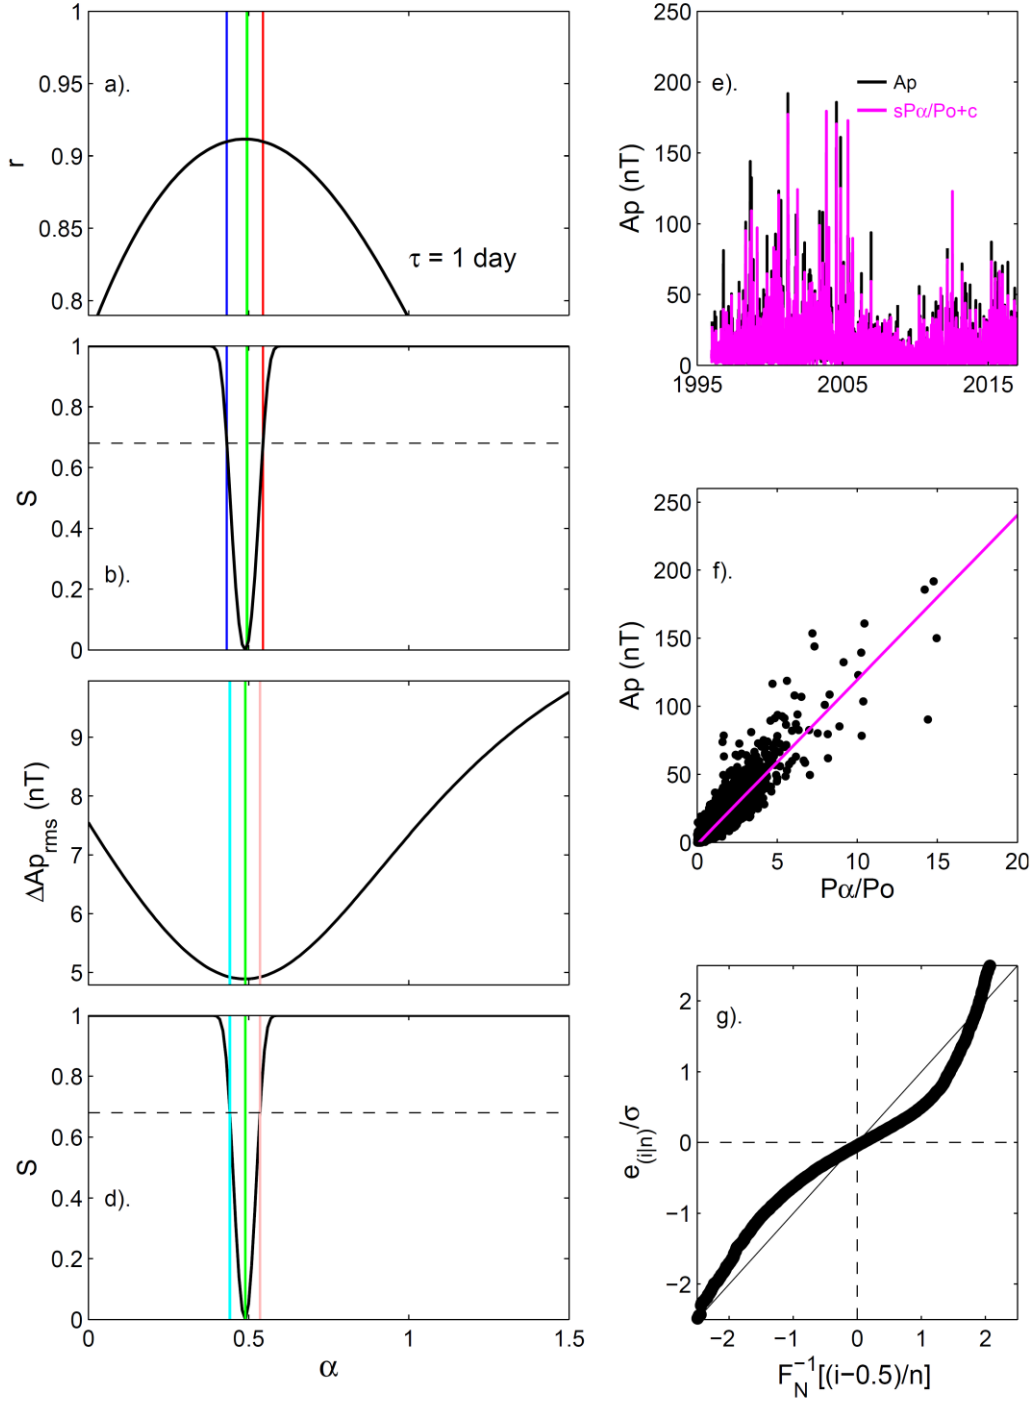 1
0.95
0.9
0.85
0.8
r
a).
τ = 1 day
1
0.8
0.6
0.4
0.2
0
S
b).
9
8
7
6
5
ΔAp_rms (nT)
1
0.8
0.6
0.4
0.2
0
S
d).
0 0.5 1 1.5
α
250
200
150
100
50
0
Ap (nT)
e).
Ap
sPα/Po+c
1995 2005 2015
250
200
150
100
50
0
Ap (nT)
f).
0 5 10 15 20
Pα/Po
2
1
0
−1
−2
e_(i|n)/σ
g).
−2 −1 0 1 2
F_N^−1[(i−0.5)/n]